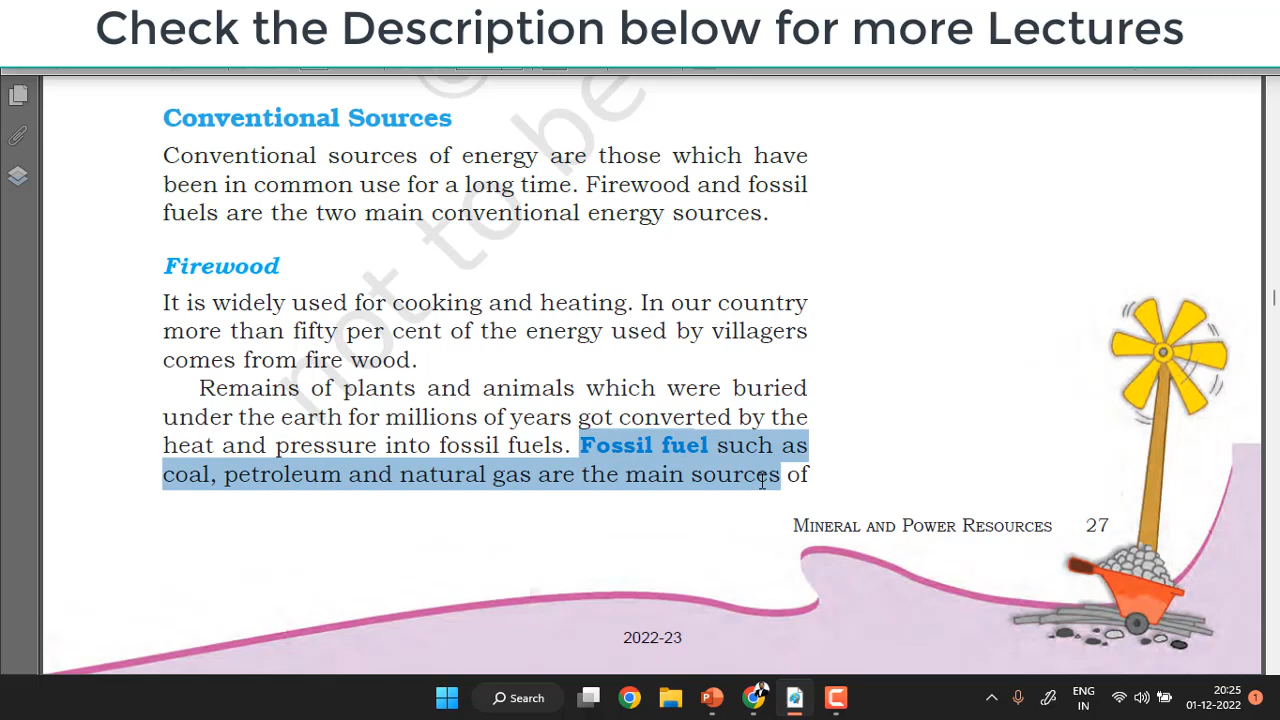 Check the Description below for more Lectures
Conventional Sources
Conventional sources of energy are those which have
been in common use for a long time. Firewood and fossil
fuels are the two main conventional energy sources.
Firewood
It is widely used for cooking and heating. In our country
more than fifty per cent of the energy used by villagers
comes from fire wood.
Remains of plants and animals which were buried
under the earth for millions of years got converted by the
heat and pressure into fossil fuels. Fossil fuel such as
coal, petroleum and natural gas are the main sources of
MINERAL AND POWER RESOURCES 27
2022-23
not to be
Search
ENG
IN
20:25
01-12-2022
1